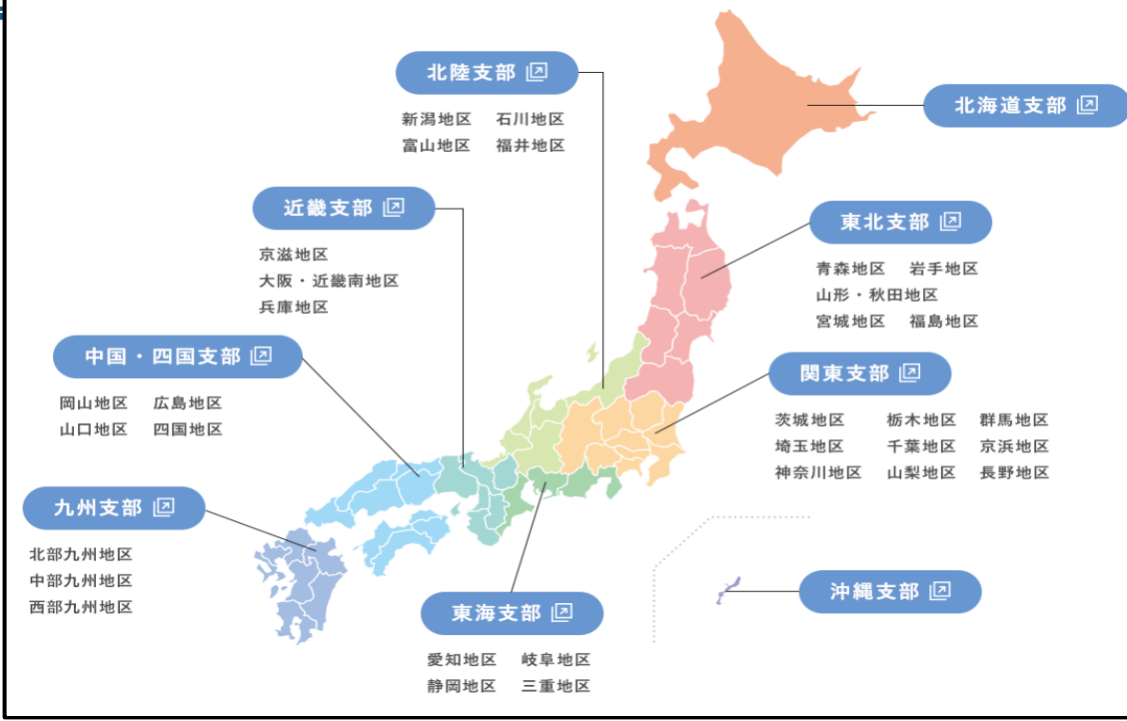 北陸支部
新潟地区 石川地区
富山地区 福井地区
北海道支部
近畿支部
京滋地区
大阪・近畿南地区
兵庫地区
東北支部
青森地区 岩手地区
山形・秋田地区
宮城地区 福島地区
中国・四国支部
岡山地区 広島地区
山口地区 四国地区
関東支部
茨城地区 栃木地区 群馬地区
埼玉地区 千葉地区 京浜地区
神奈川地区 山梨地区 長野地区
九州支部
北部九州地区
中部九州地区
西部九州地区
東海支部
愛知地区 岐阜地区
静岡地区 三重地区
沖縄支部